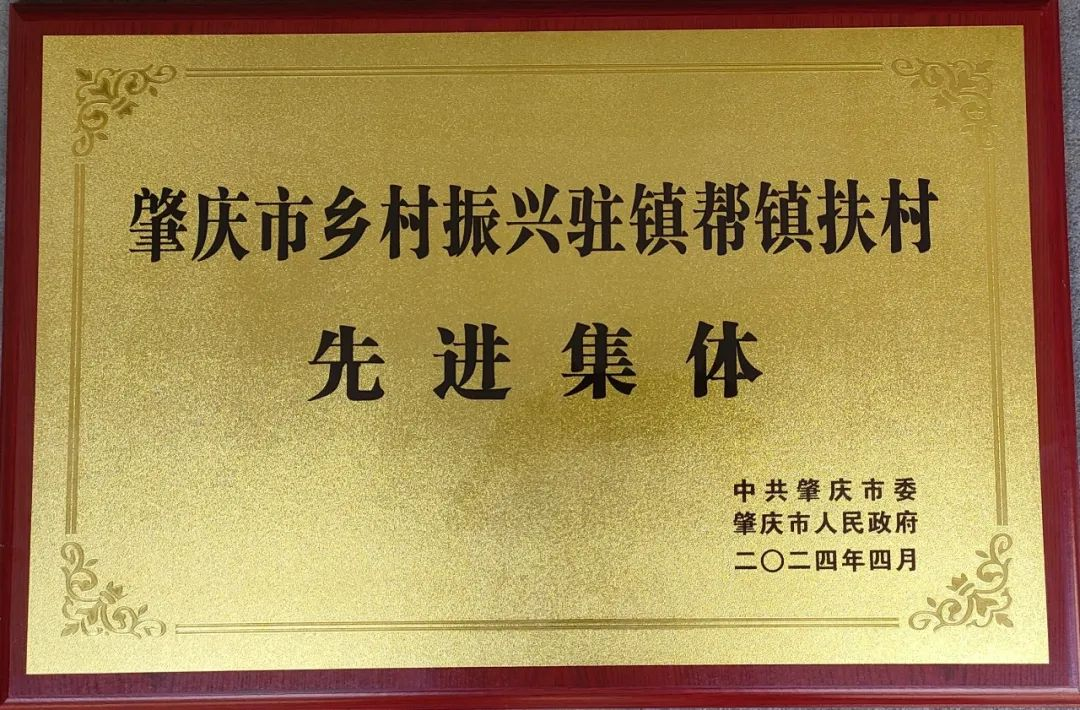 肇庆市乡村振兴驻镇帮镇扶村
先进集体
中共肇庆市委
肇庆市人民政府
二〇二四年四月